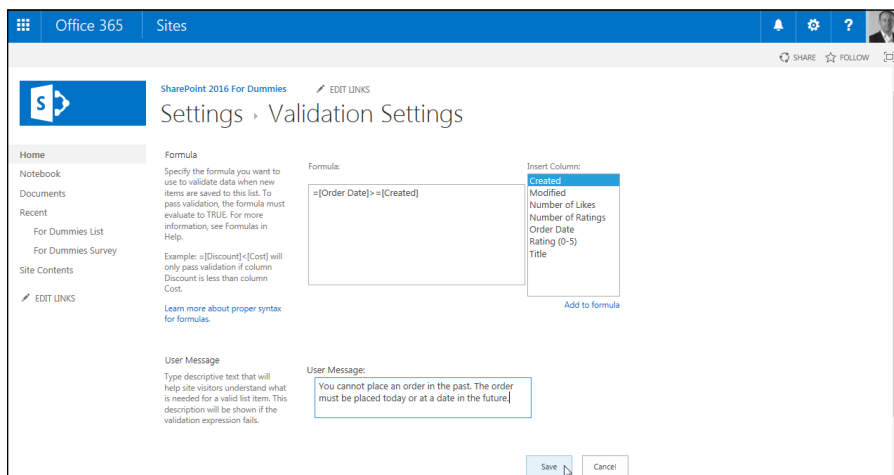 Office 365 Sites ?
SHARE FOLLOW
S
SharePoint 2016 For Dummies EDIT LINKS
Settings › Validation Settings
Home
Notebook
Documents
Recent
For Dummies List
For Dummies Survey
Site Contents
EDIT LINKS
Formula
Specify the formula you want to
use to validate data when new
items are saved to this list. To
pass validation, the formula must
evaluate to TRUE. For more
information, see Formulas in
Help.
Example: =[Discount]<[Cost] will
only pass validation if column
Discount is less than column
Cost.
Learn more about proper syntax
for formulas.
Formula:
=[Order Date]>=[Created]
Insert Column:
Created
Modified
Number of Likes
Number of Ratings
Order Date
Rating (0-5)
Title
Add to formula
User Message
Type descriptive text that will
help site visitors understand what
is needed for a valid list item. This
description will be shown if the
validation expression fails.
User Message:
You cannot place an order in the past. The order
must be placed today or at a date in the future.
Save Cancel